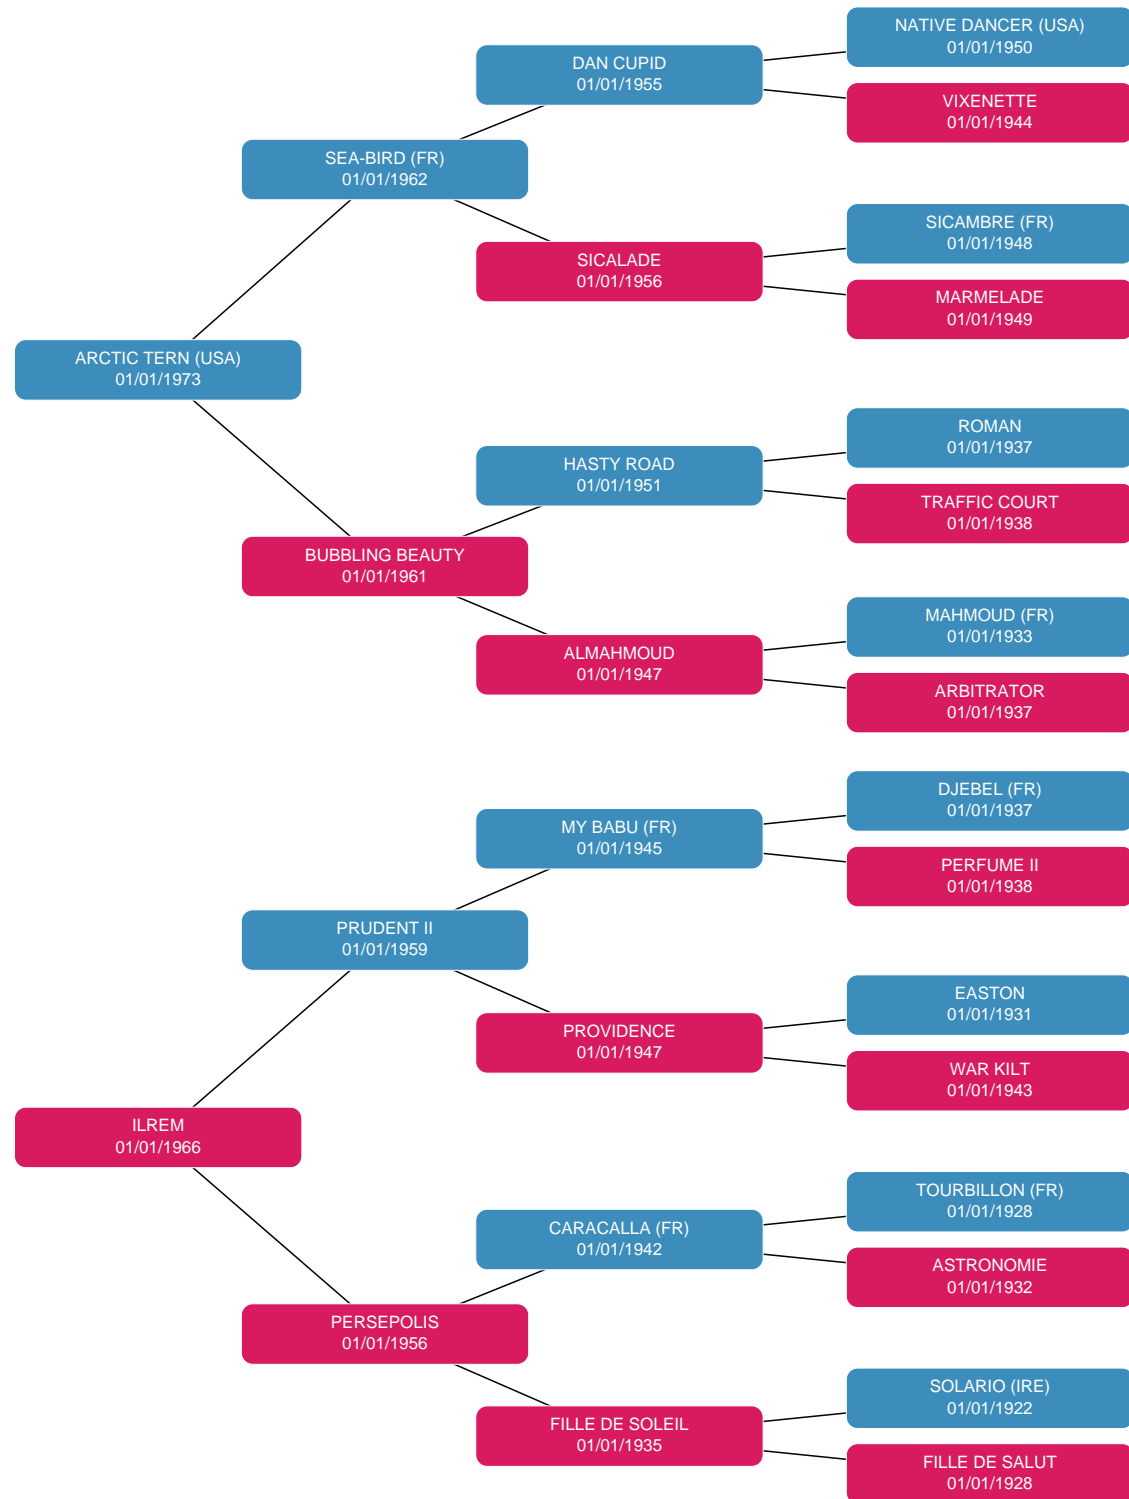 NATIVE DANCER (USA)
01/01/1950
DAN CUPID
01/01/1955
VIXENETTE
01/01/1944
SEA-BIRD (FR)
01/01/1962
SICAMBRE (FR)
01/01/1948
SICALADE
01/01/1956
MARMELADE
01/01/1949
ARCTIC TERN (USA)
01/01/1973
ROMAN
01/01/1937
HASTY ROAD
01/01/1951
TRAFFIC COURT
01/01/1938
BUBBLING BEAUTY
01/01/1961
MAHMOUD (FR)
01/01/1933
ALMAHMOUD
01/01/1947
ARBITRATOR
01/01/1937
DJEBEL (FR)
01/01/1937
MY BABU (FR)
01/01/1945
PERFUME II
01/01/1938
PRUDENT II
01/01/1959
EASTON
01/01/1931
PROVIDENCE
01/01/1947
WAR KILT
01/01/1943
ILREM
01/01/1966
TOURBILLON (FR)
01/01/1928
CARACALLA (FR)
01/01/1942
ASTRONOMIE
01/01/1932
PERSEPOLIS
01/01/1956
SOLARIO (IRE)
01/01/1922
FILLE DE SOLEIL
01/01/1935
FILLE DE SALUT
01/01/1928